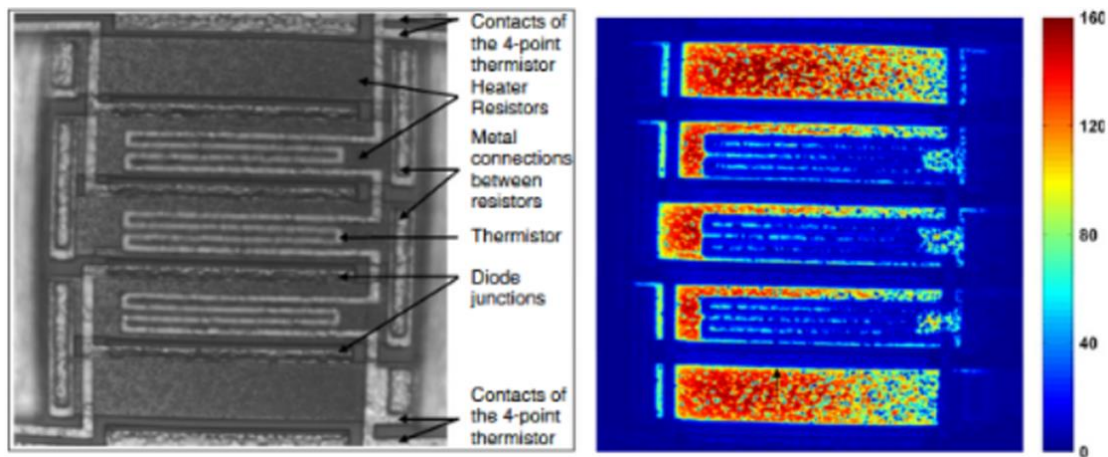 Contacts of
the 4-point
thermistor
Heater
Resistors
Metal
connections
between
resistors
Thermistor
Diode
junctions
Contacts of
the 4-point
thermistor
160
120
80
40
0